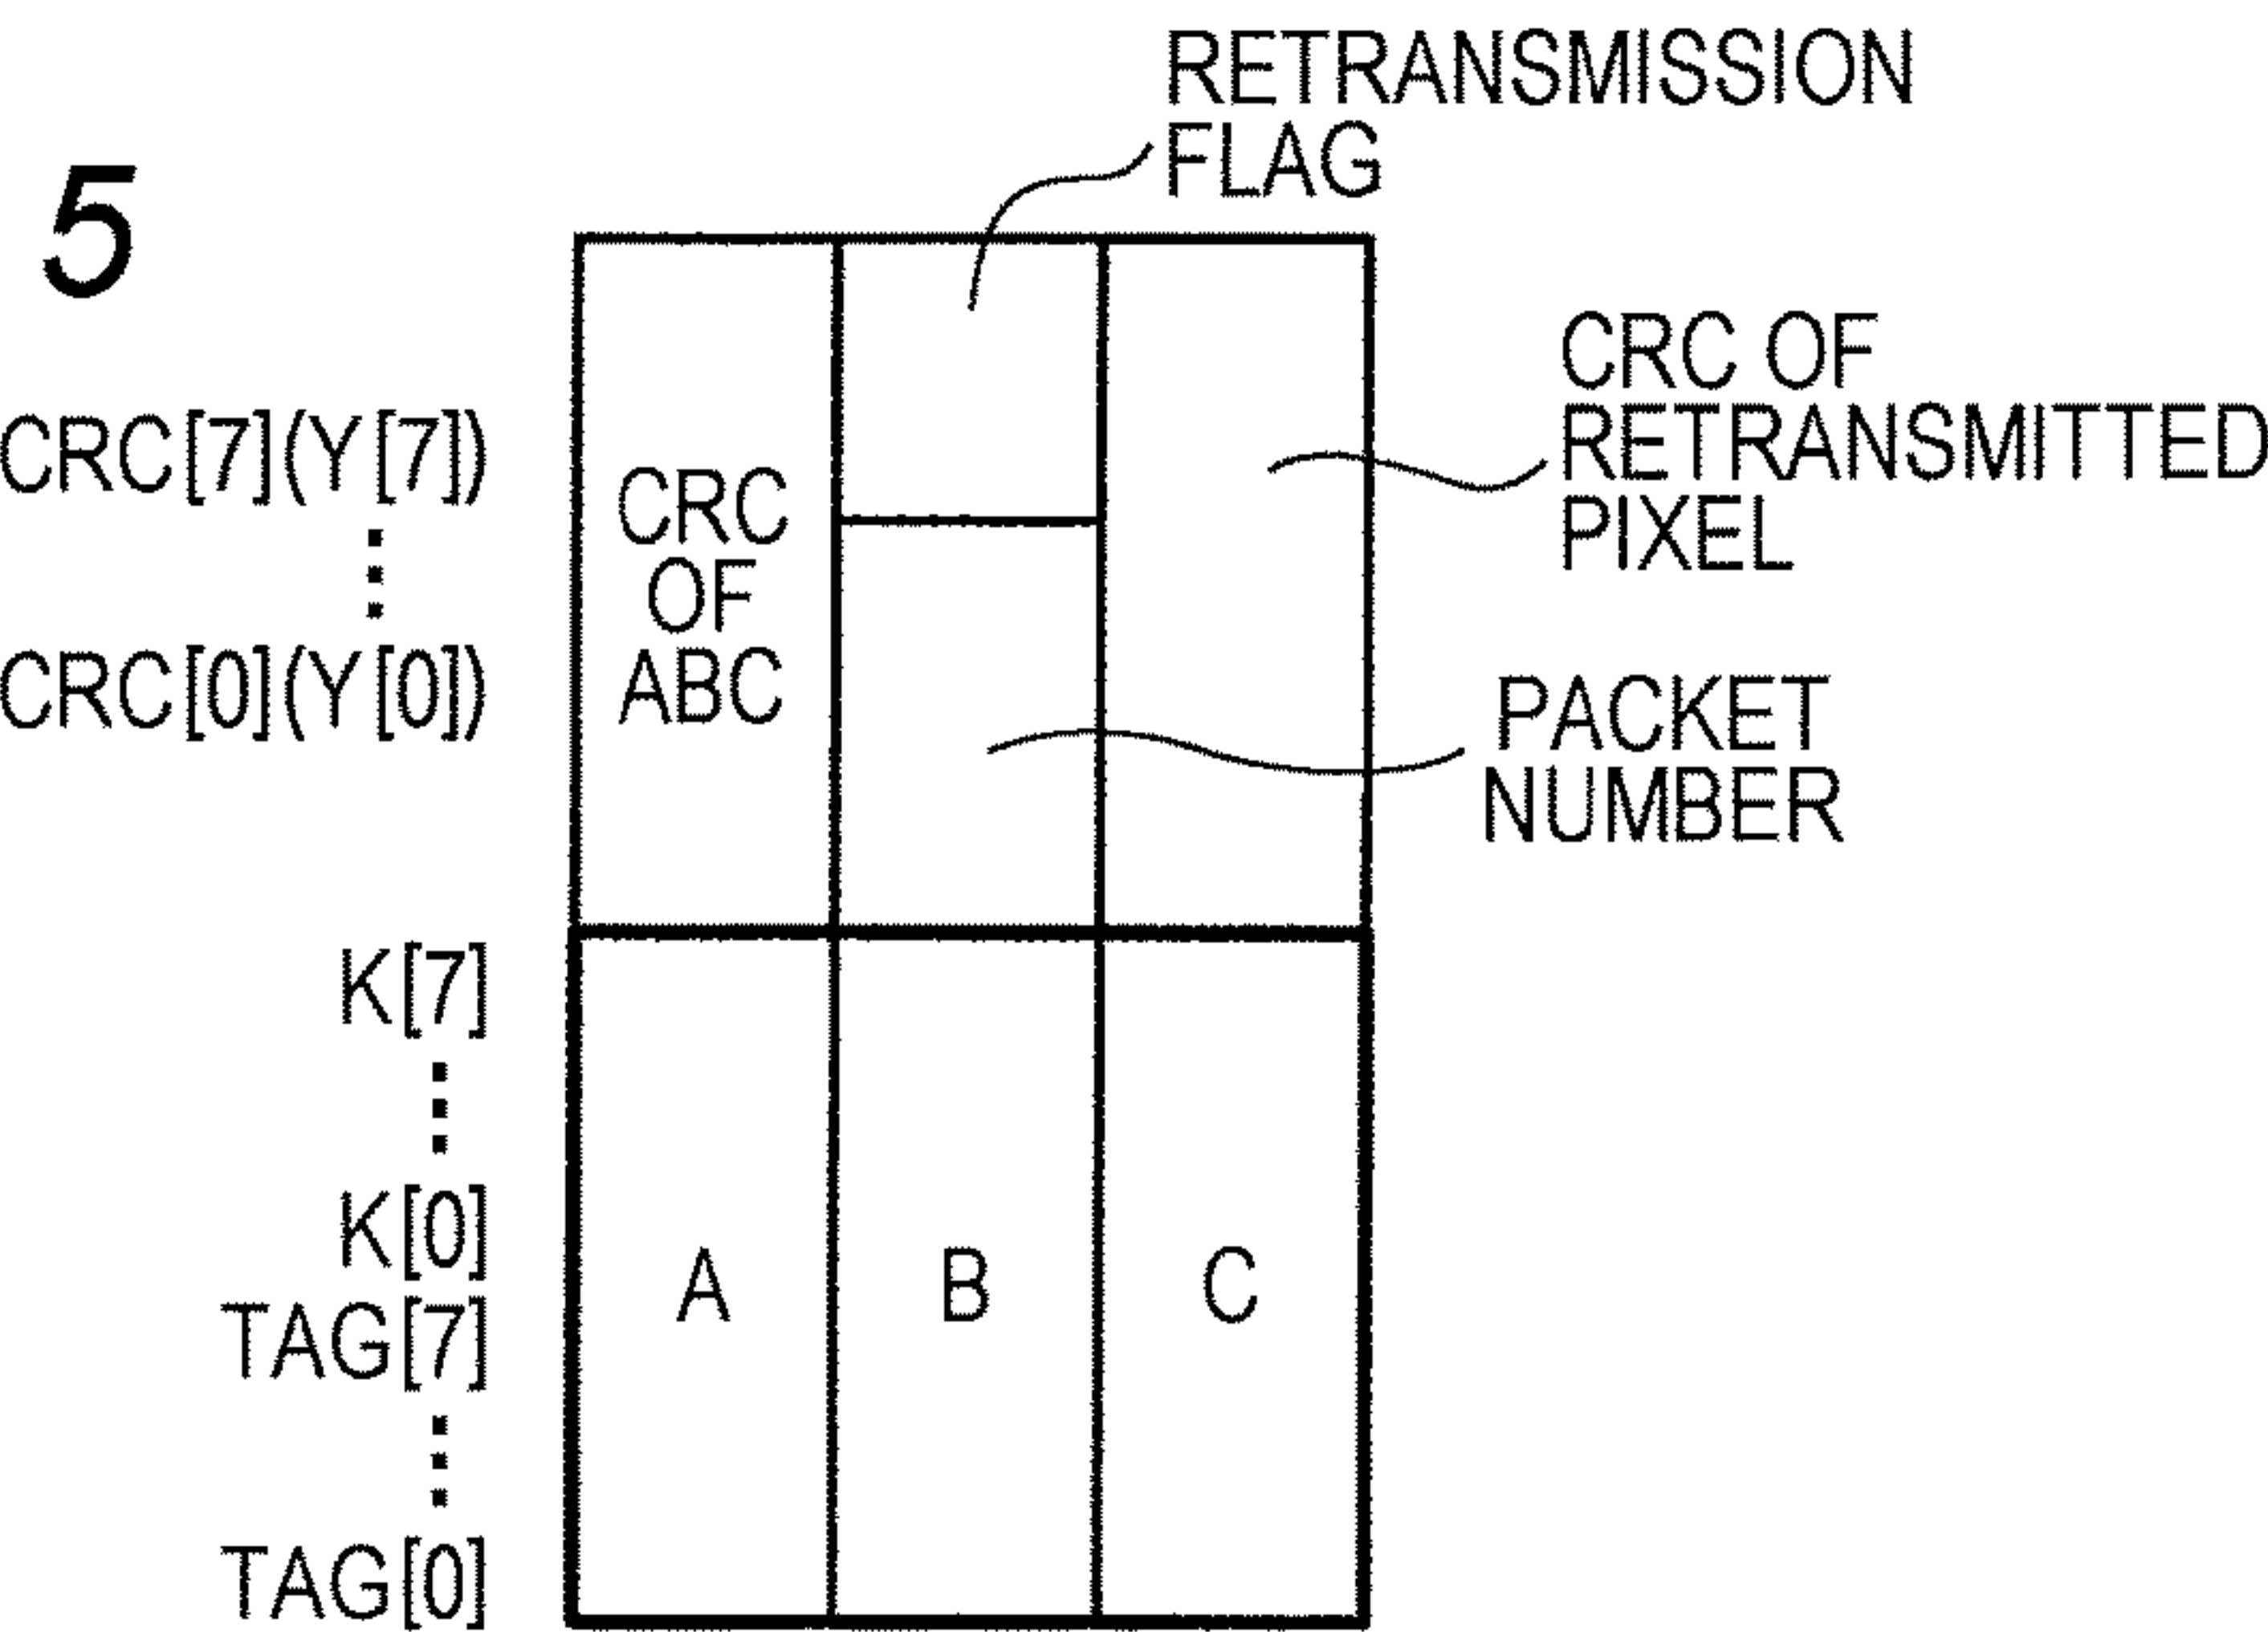 RETRANSMISSION
FLAG
5
CRC OF
RETRANSMITTED
PIXEL
CRC[7](Y[7])
CRC[0](Y[0])
CRC
OF
ABC
PACKET
NUMBER
K[7]
K[0]
TAG[7]
TAG[0]
A B C